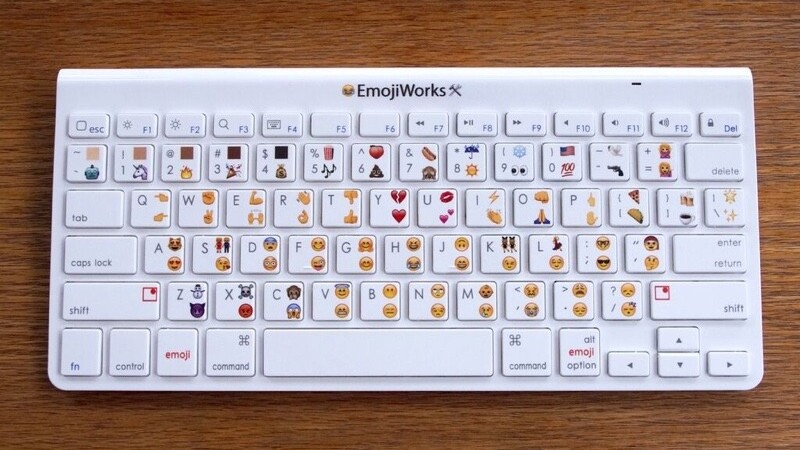 EmojiWorks
esc F1 F2 F3 F4 F5 F6 F7 F8 F9 F10 F11 F12 Del
~ ! @ # $ % ^ & * ( ) - +
1 2 3 4 5 6 7 8 9 0 = delete
tab Q W E R T Y U I O P { } |
[ ] \
caps lock A S D F G H J K L : " enter
; ' return
shift Z X C V B N M < > ? shift
, . /
fn control emoji command command alt
emoji
option